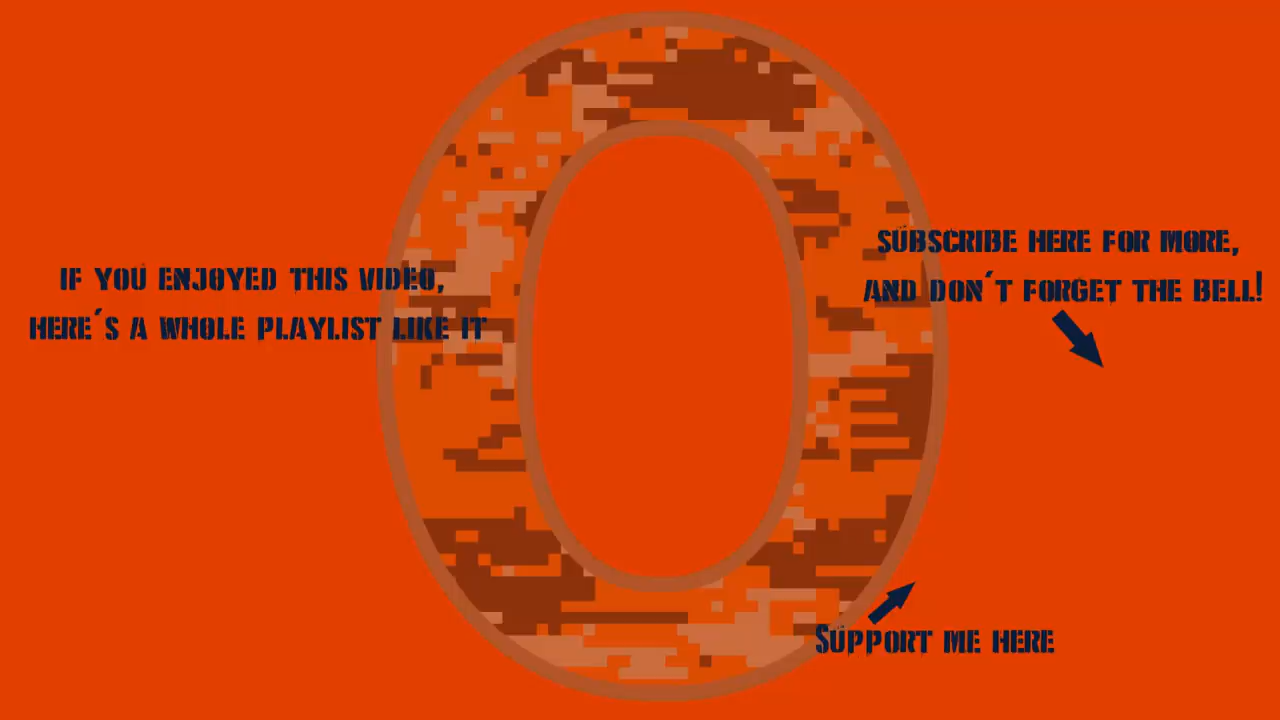 IF YOU ENJOYED THIS VIDEO,
HERE´S A WHOLE PLAYLIST LIKE IT
SUBSCRIBE HERE FOR MORE,
AND DON´T FORGET THE BELL!
SUPPORT ME HERE
O